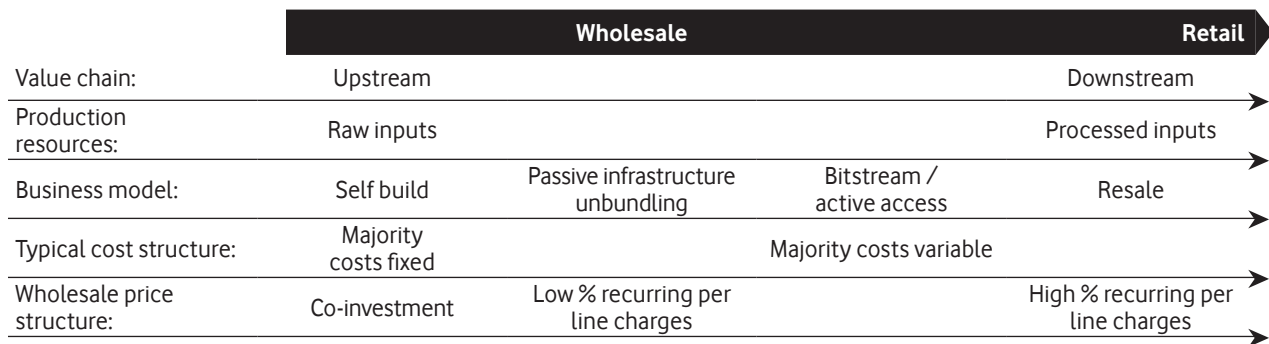 Wholesale Retail
Value chain: Upstream Downstream
Production
resources: Raw inputs Processed inputs
Business model: Self build Passive infrastructure
unbundling Bitstream /
active access Resale
Typical cost structure: Majority
costs fixed Majority costs variable
Wholesale price
structure: Co-investment Low % recurring per
line charges High % recurring per
line charges